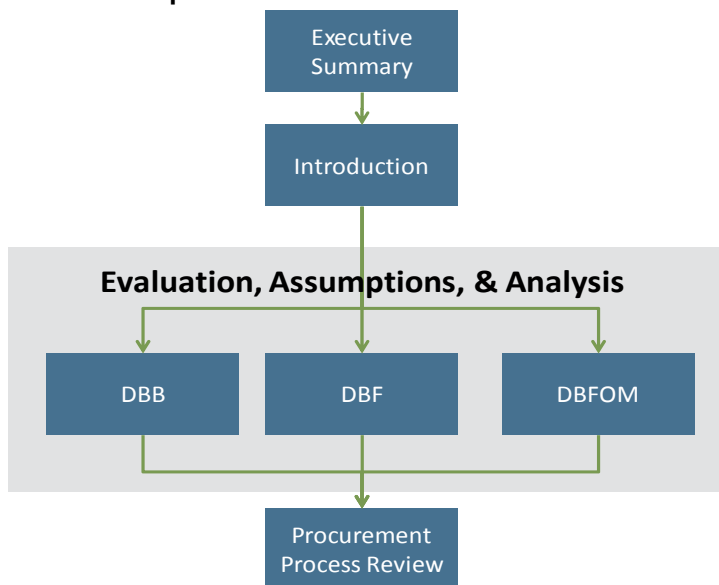 Executive
Summary
Introduction
Evaluation, Assumptions, & Analysis
DBB
DBF
DBFOM
Procurement
Process Review